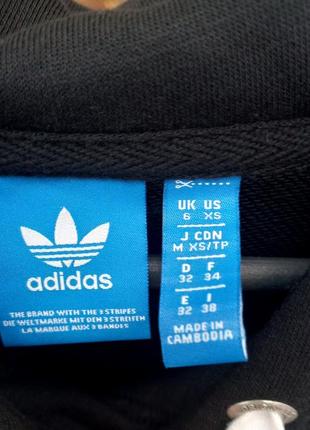 adidas
THE BRAND WITH THE 3 STRIPES
DIE WELTMARKE MIT DEN 3 STREIFEN
LA MARQUE AUX 3 BANDES
UK US
6 XS
J CDN
M XS/TP
D F
32 34
E I
32 38
MADE IN
CAMBODIA